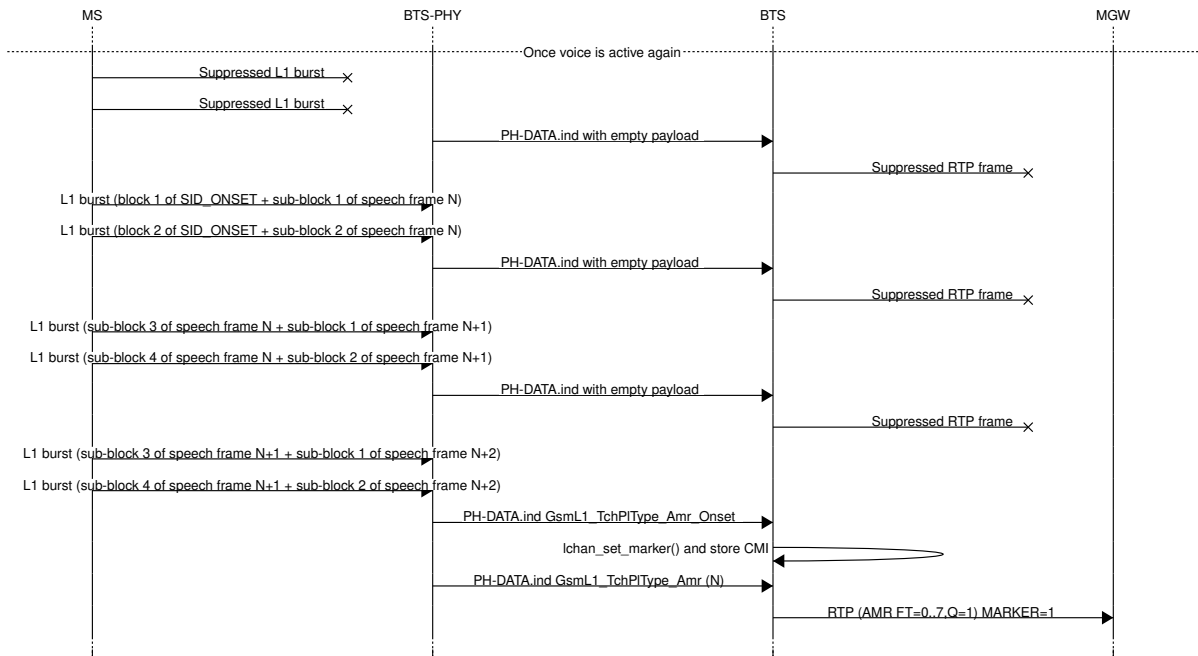 MS
BTS-PHY
BTS
MGW
Once voice is active again
Suppressed L1 burst
Suppressed L1 burst
PH-DATA.ind with empty payload
Suppressed RTP frame
L1 burst (block 1 of SID_ONSET + sub-block 1 of speech frame N)
L1 burst (block 2 of SID_ONSET + sub-block 2 of speech frame N)
PH-DATA.ind with empty payload
Suppressed RTP frame
L1 burst (sub-block 3 of speech frame N + sub-block 1 of speech frame N+1)
L1 burst (sub-block 4 of speech frame N + sub-block 2 of speech frame N+1)
PH-DATA.ind with empty payload
Suppressed RTP frame
L1 burst (sub-block 3 of speech frame N+1 + sub-block 1 of speech frame N+2)
L1 burst (sub-block 4 of speech frame N+1 + sub-block 2 of speech frame N+2)
PH-DATA.ind GsmL1_TchPlType_Amr_Onset
lchan_set_marker() and store CMI
PH-DATA.ind GsmL1_TchPlType_Amr (N)
RTP (AMR FT=0..7,Q=1) MARKER=1